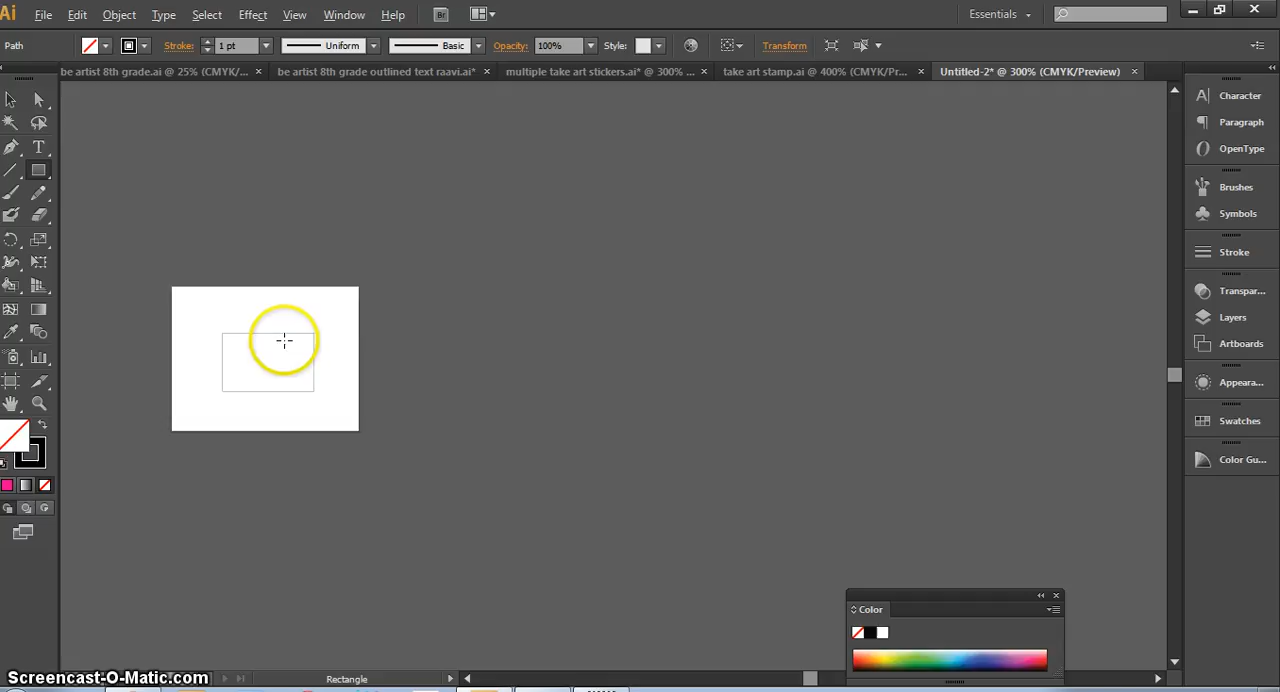 Ai File Edit Object Type Select Effect View Window Help Br Essentials
Path Stroke: 1 pt Uniform Basic Opacity: 100% Style: Transform
be artist 8th grade.ai @ 25% (CMYK/... × be artist 8th grade outlined text raavi.ai* × multiple take art stickers.ai* @ 300% ... × take art stamp.ai @ 400% (CMYK/Pr... × Untitled-2* @ 300% (CMYK/Preview) ×
Character
Paragraph
OpenType
Brushes
Symbols
Stroke
Transpar...
Layers
Artboards
Appeara...
Swatches
Color Gu...
Color
Screencast-O-Matic.com Rectangle